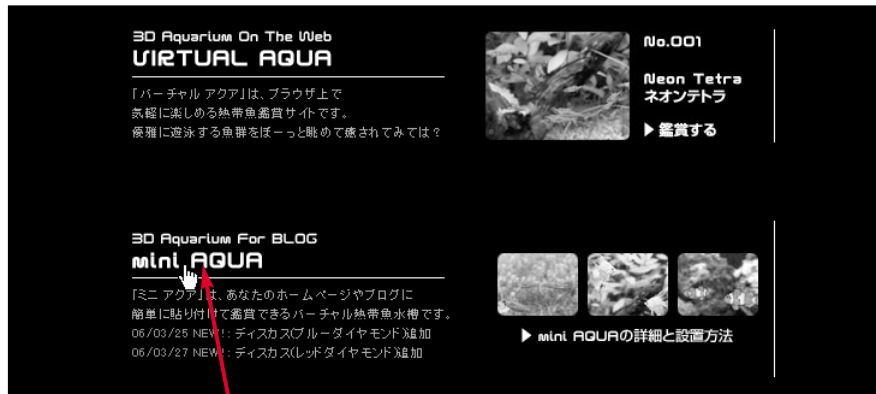 3D Aquarium On The Web
VIRTUAL AQUA
「バーチャル アクア」は、ブラウザ上で
気軽に楽しめる熱帯魚鑑賞サイトです。
優雅に遊泳する魚群をぼーっと眺めて癒されてみては？
No.001
Neon Tetra
ネオンテトラ
▶ 鑑賞する
3D Aquarium For BLOG
mini AQUA
「ミニ アクア」は、あなたのホームページやブログに
簡単に貼り付けて鑑賞できるバーチャル熱帯魚水槽です。
06/03/25 NEW!: ディスカス(ブルーダイヤモンド)追加
06/03/27 NEW!: ディスカス(レッドダイヤモンド)追加
▶ mini AQUAの詳細と設置方法